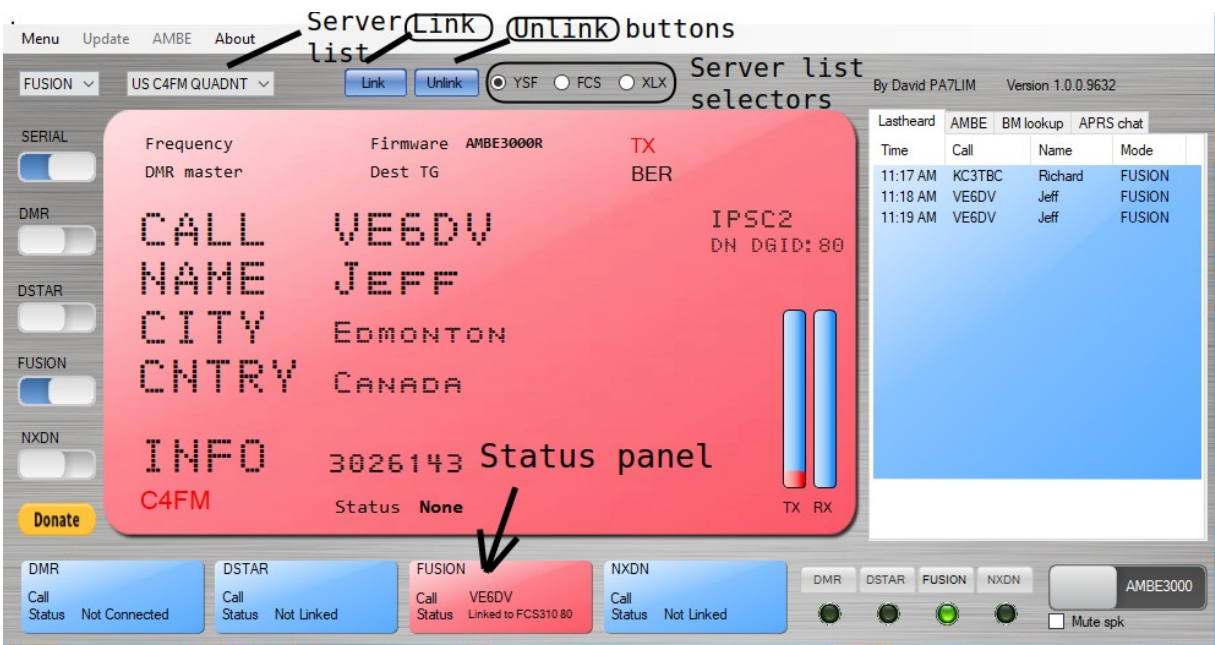 Server Link Unlink buttons
list
Menu Update AMBE About
FUSION US C4FM QUADNT Link Unlink YSF FCS XLX Server list
selectors
By David PA7LIM Version 1.0.0.9632
SERIAL
DMR
DSTAR
FUSION
NXDN
Donate
Frequency Firmware AMBE3000R TX
DMR master Dest TG BER
CALL VE6DV IPSC2
DN DGID:80
NAME JEFF
CITY EDMONTON
CNTRY CANADA
INFO 3026143 Status panel
C4FM Status None TX RX
Lastheard AMBE BM lookup APRS chat
Time Call Name Mode
11:17 AM KC3TBC Richard FUSION
11:18 AM VE6DV Jeff FUSION
11:19 AM VE6DV Jeff FUSION
DMR
Call
Status Not Connected
DSTAR
Call
Status Not Linked
FUSION
Call VE6DV
Status Linked to FCS310 80
NXDN
Call
Status Not Linked
DMR DSTAR FUSION NXDN
AMBE3000
Mute spk